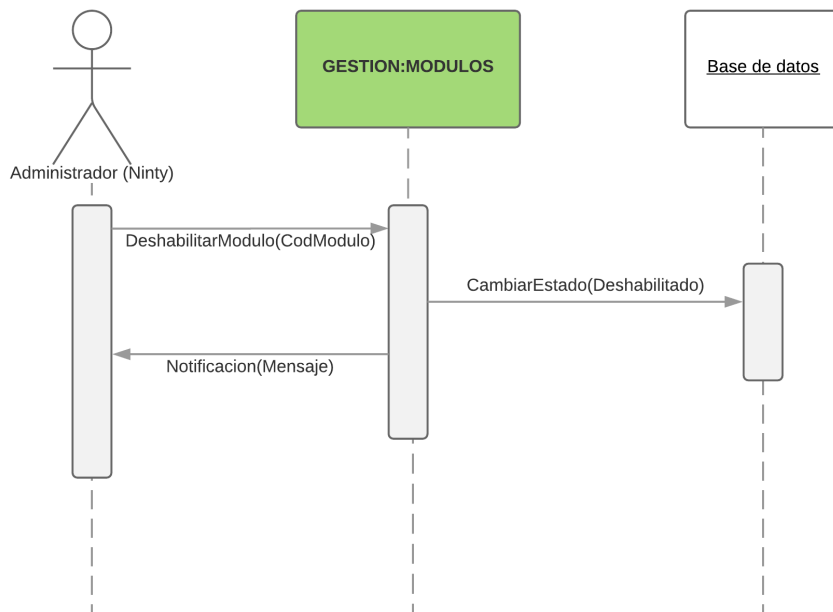 GESTION:MODULOS
Base de datos
Administrador (Ninty)
DeshabilitarModulo(CodModulo)
CambiarEstado(Deshabilitado)
Notificacion(Mensaje)